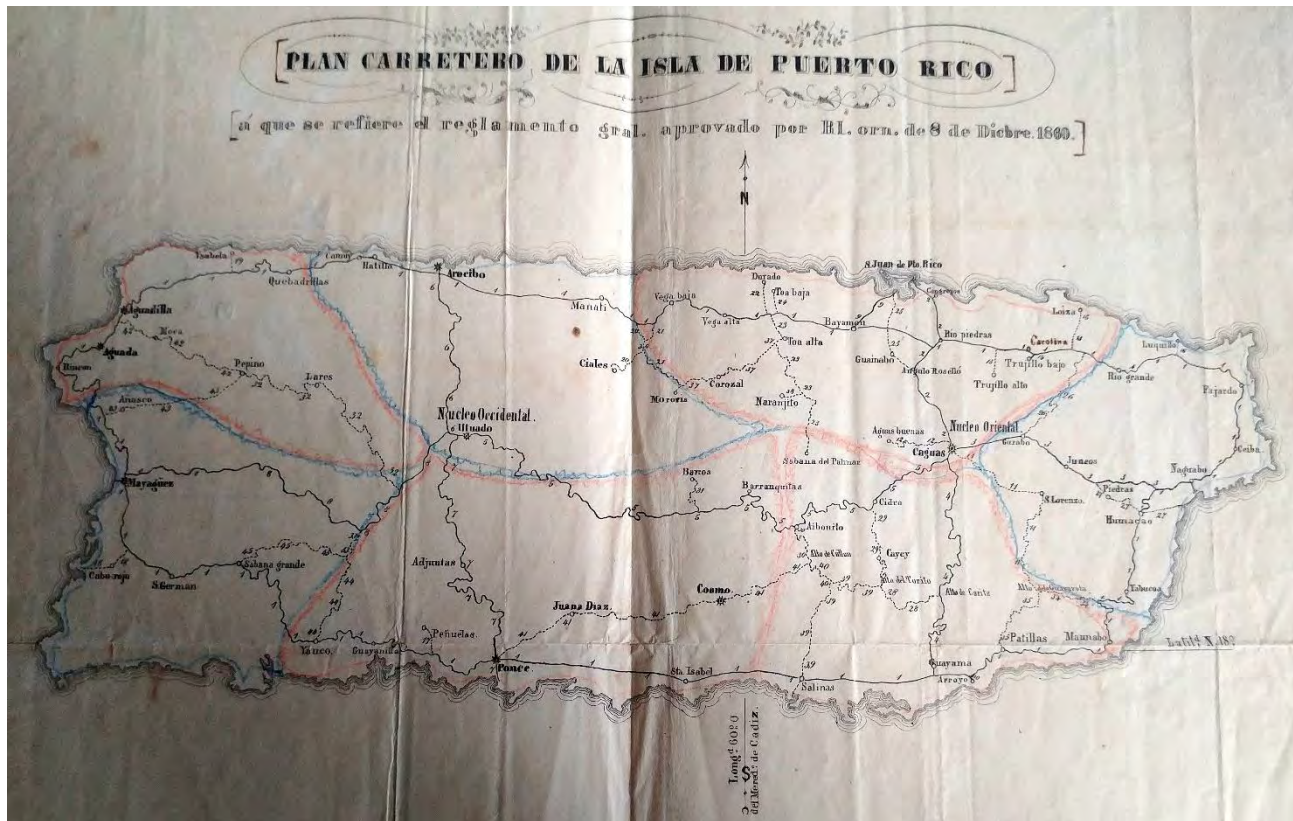 [PLAN CARRETERO DE LA ISLA DE PUERTO RICO]
[á que se refiere el reglamento gral. aprovado por Rl. orn. de 8 de Dicbre. 1860.]
N
S. Juan de Pto. Rico
Ysabela
Camuy
Hatillo
Arecibo
Quebradillas
Manatí
Vega baja
Dorado
Toa baja
Cangrejos
Loiza
Aguadilla
Vega alta
Bayamon
Rio piedras
Luquillo
Moca
Aguada
Ciales
Toa alta
Guainabo
Carolina
Trujillo bajo
Rincon
Pepino
Lares
Corozal
Trujillo alto
Rio grande
Fajardo
Añasco
Morovis
Naranjito
Nucleo Occidental.
Utuado
Aguas buenas
Nucleo Oriental
Caguas
Gurabo
Ceiba
Sabana del Palmar
Juncos
Naguabo
Mayagüez
Barros
Barranquitas
Cidra
S. Lorenzo.
Piedras
Humacao
Aibonito
Adjuntas
Cayey
Sabana grande
Cabo-rojo
S. German
Coamo
Juana Diaz
Yabucoa
Peñuelas.
Patillas
Maunabo
Yauco.
Guayanilla
Ponce
Sta Isabel
Salinas
Guayama
Arroyo
Longd. 60º 0
del Merid.º de Cadiz.
S